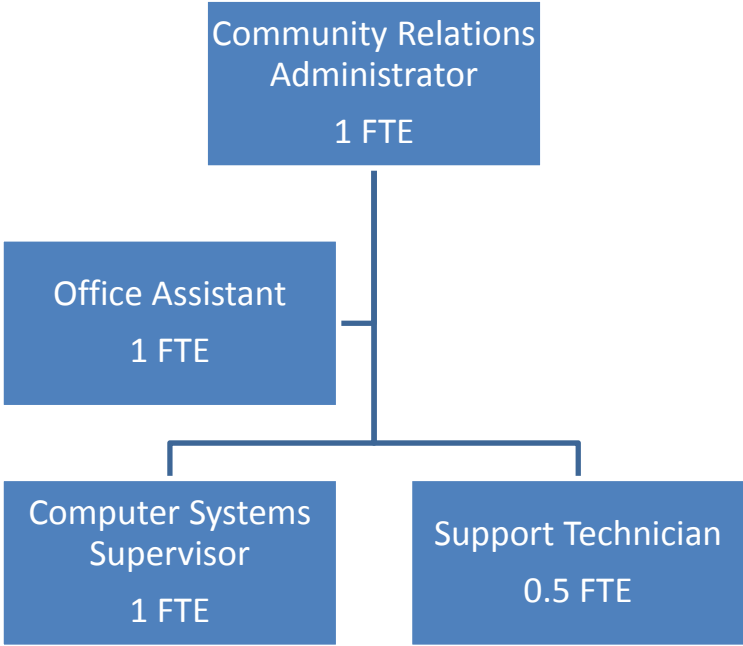 Community Relations
Administrator
1 FTE
Office Assistant
1 FTE
Computer Systems
Supervisor
1 FTE
Support Technician
0.5 FTE